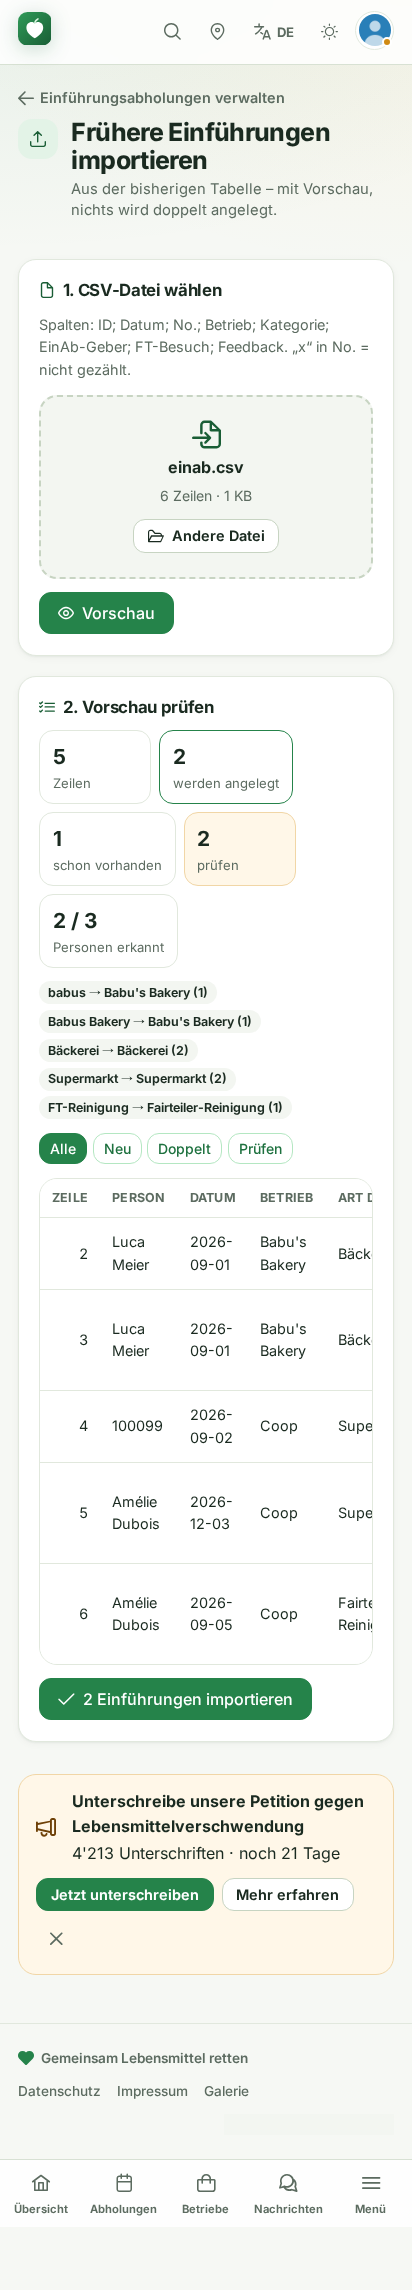 DE
Einführungsabholungen verwalten
Frühere Einführungen
importieren
Aus der bisherigen Tabelle – mit Vorschau,
nichts wird doppelt angelegt.
1. CSV-Datei wählen
Spalten: ID; Datum; No.; Betrieb; Kategorie;
EinAb-Geber; FT-Besuch; Feedback. „x“ in No. =
nicht gezählt.
einab.csv
6 Zeilen · 1 KB
Andere Datei
Vorschau
2. Vorschau prüfen
5
Zeilen
2
werden angelegt
1
schon vorhanden
2
prüfen
2 / 3
Personen erkannt
babus → Babu's Bakery (1)
Babus Bakery → Babu's Bakery (1)
Bäckerei → Bäckerei (2)
Supermarkt → Supermarkt (2)
FT-Reinigung → Fairteiler-Reinigung (1)
Alle Neu Doppelt Prüfen
ZEILE PERSON DATUM BETRIEB ART D
2 Luca Meier 2026-09-01 Babu's Bakery Bäck
3 Luca Meier 2026-09-01 Babu's Bakery Bäck
4 100099 2026-09-02 Coop Supe
5 Amélie Dubois 2026-12-03 Coop Supe
6 Amélie Dubois 2026-09-05 Coop Fairte Reinig
2 Einführungen importieren
Unterschreibe unsere Petition gegen
Lebensmittelverschwendung
4'213 Unterschriften · noch 21 Tage
Jetzt unterschreiben Mehr erfahren
Gemeinsam Lebensmittel retten
Datenschutz Impressum Galerie
Übersicht Abholungen Betriebe Nachrichten Menü